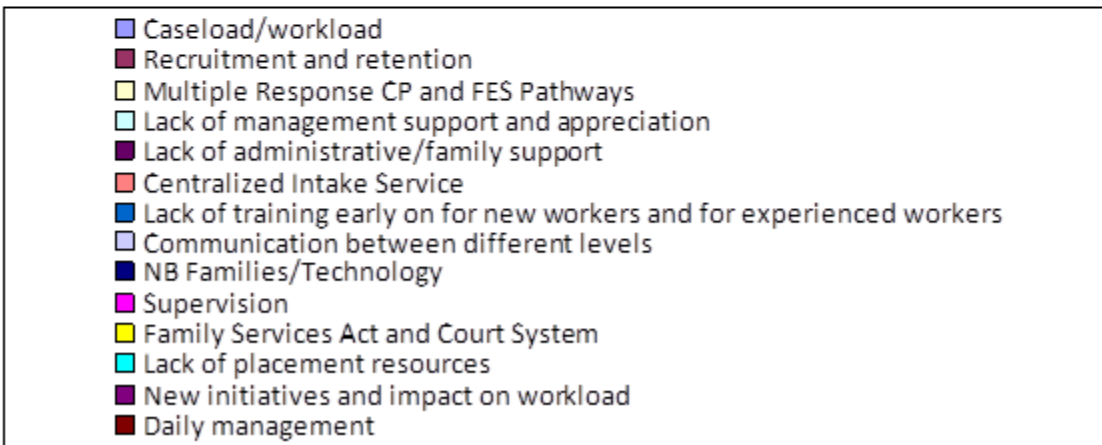 Caseload/workload
Recruitment and retention
Multiple Response CP and FES Pathways
Lack of management support and appreciation
Lack of administrative/family support
Centralized Intake Service
Lack of training early on for new workers and for experienced workers
Communication between different levels
NB Families/Technology
Supervision
Family Services Act and Court System
Lack of placement resources
New initiatives and impact on workload
Daily management